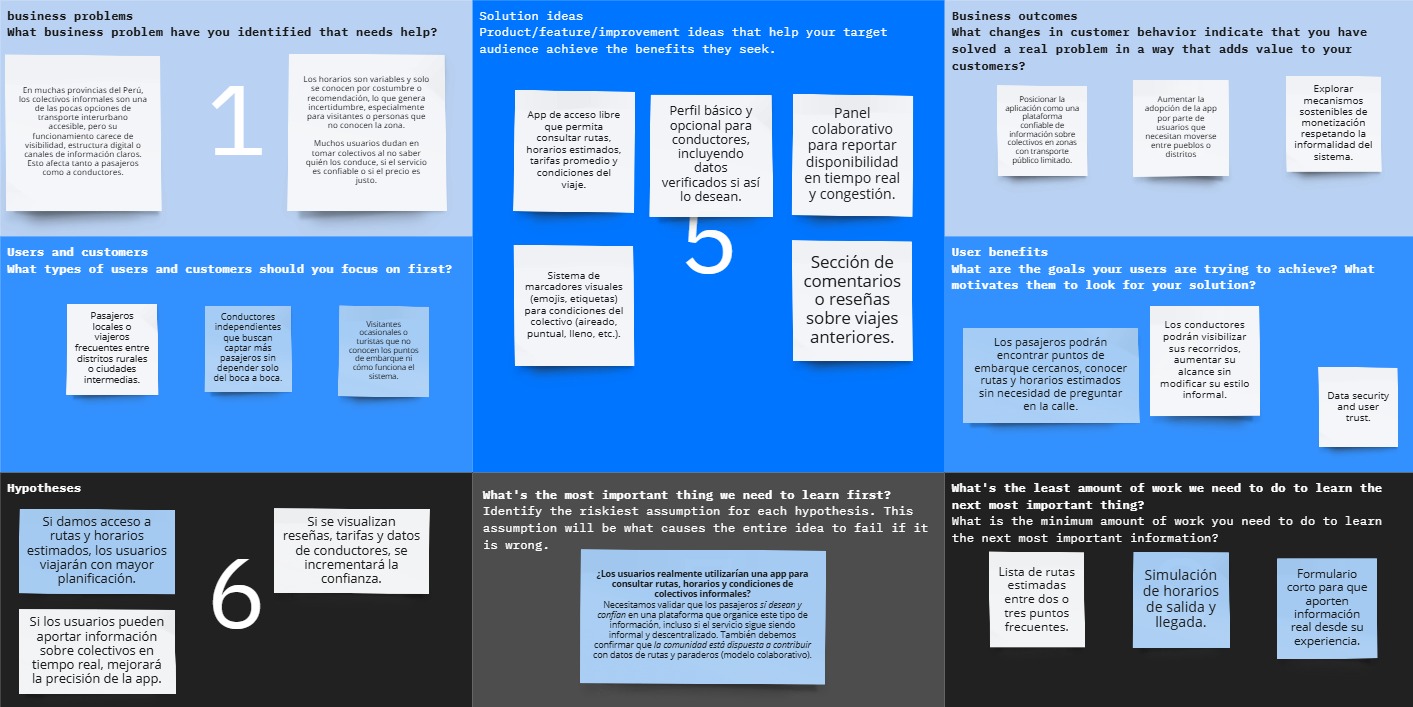 business problems
What business problem have you identified that needs help?
En muchas provincias del Perú,
los colectivos informales son una
de las pocas opciones de
transporte interurbano
accesible, pero su
funcionamiento carece de
visibilidad, estructura digital o
canales de información claros.
Esto afecta tanto a pasajeros
como a conductores.
1
Los horarios son variables y solo
se conocen por costumbre o
recomendación, lo que genera
incertidumbre, especialmente
para visitantes o personas que
no conocen la zona.
Muchos usuarios dudan en
tomar colectivos al no saber
quién los conduce, si el servicio
es confiable o si el precio es
justo.
Solution ideas
Product/feature/improvement ideas that help your target
audience achieve the benefits they seek.
App de acceso libre
que permita
consultar rutas,
horarios estimados,
tarifas promedio y
condiciones del
viaje.
Perfil básico y
opcional para
conductores,
incluyendo
datos
verificados si así
lo desean.
Panel
colaborativo
para reportar
disponibilidad
en tiempo real
y congestión.
5
Sistema de
marcadores visuales
(emojis, etiquetas)
para condiciones del
colectivo (aireado,
puntual, lleno, etc.).
Sección de
comentarios
o reseñas
sobre viajes
anteriores.
Business outcomes
What changes in customer behavior indicate that you have
solved a real problem in a way that adds value to your
customers?
Posicionar la
aplicación como una
plataforma
confiable de
información sobre
colectivos en zonas
con transporte
público limitado.
Aumentar la
adopción de la app
por parte de
usuarios que
necesitan moverse
entre pueblos o
distritos
Explorar
mecanismos
sostenibles de
monetización
respetando la
informalidad del
sistema.
Users and customers
What types of users and customers should you focus on first?
Pasajeros
locales o
viajeros
frecuentes entre
distritos rurales
o ciudades
intermedias.
Conductores
independientes
que buscan
captar más
pasajeros sin
depender solo
del boca a boca.
Visitantes
ocasionales o
turistas que no
conocen los puntos
de embarque ni
cómo funciona el
sistema.
User benefits
What are the goals your users are trying to achieve? What
motivates them to look for your solution?
Los pasajeros podrán
encontrar puntos de
embarque cercanos, conocer
rutas y horarios estimados
sin necesidad de preguntar
en la calle.
Los conductores
podrán visibilizar
sus recorridos,
aumentar su
alcance sin
modificar su estilo
informal.
Data security
and user
trust.
Hypotheses
Si damos acceso a
rutas y horarios
estimados, los usuarios
viajarán con mayor
planificación.
6
Si se visualizan
reseñas, tarifas y datos
de conductores, se
incrementará la
confianza.
Si los usuarios pueden
aportar información
sobre colectivos en
tiempo real, mejorará
la precisión de la app.
What's the most important thing we need to learn first?
Identify the riskiest assumption for each hypothesis. This
assumption will be what causes the entire idea to fail if it
is wrong.
¿Los usuarios realmente utilizarían una app para
consultar rutas, horarios y condiciones de
colectivos informales?
Necesitamos validar que los pasajeros sí desean y
confían en una plataforma que organice este tipo de
información, incluso si el servicio sigue siendo
informal y descentralizado. También debemos
confirmar que la comunidad está dispuesta a contribuir
con datos de rutas y paraderos (modelo colaborativo).
What's the least amount of work we need to do to learn the
next most important thing?
What is the minimum amount of work you need to do to learn
the next most important information?
Lista de rutas
estimadas
entre dos o
tres puntos
frecuentes.
Simulación
de horarios
de salida y
llegada.
Formulario
corto para que
aporten
información
real desde su
experiencia.